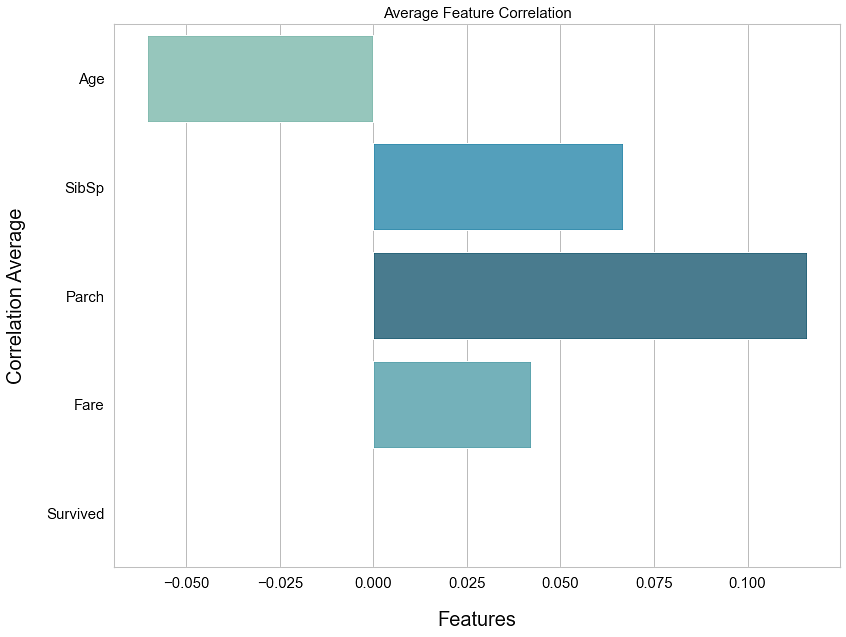 Average Feature Correlation
Correlation Average
Age
SibSp
Parch
Fare
Survived
−0.050 −0.025 0.000 0.025 0.050 0.075 0.100
Features